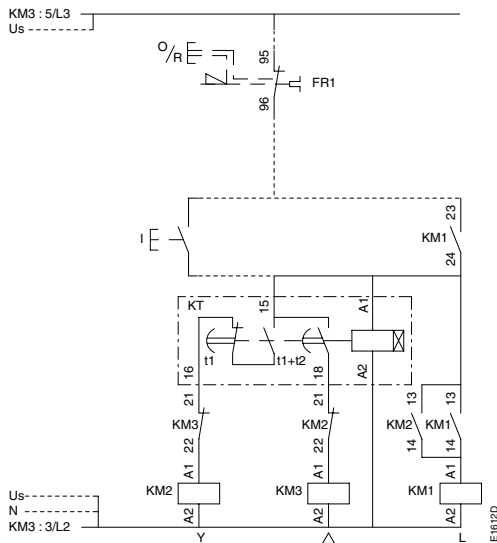 KM3 : 5/L3
Us
O/R
95
96
FR1
I
23
24
KM1
KT
15
A1
t1
t1+t2
16
18
A2
21
22
KM3
21
22
KM2
13
14
KM2
13
14
KM1
A1
A2
KM2
A1
A2
KM3
A1
A2
KM1
Us
N
KM3 : 3/L2
Y
△
L
E1612D